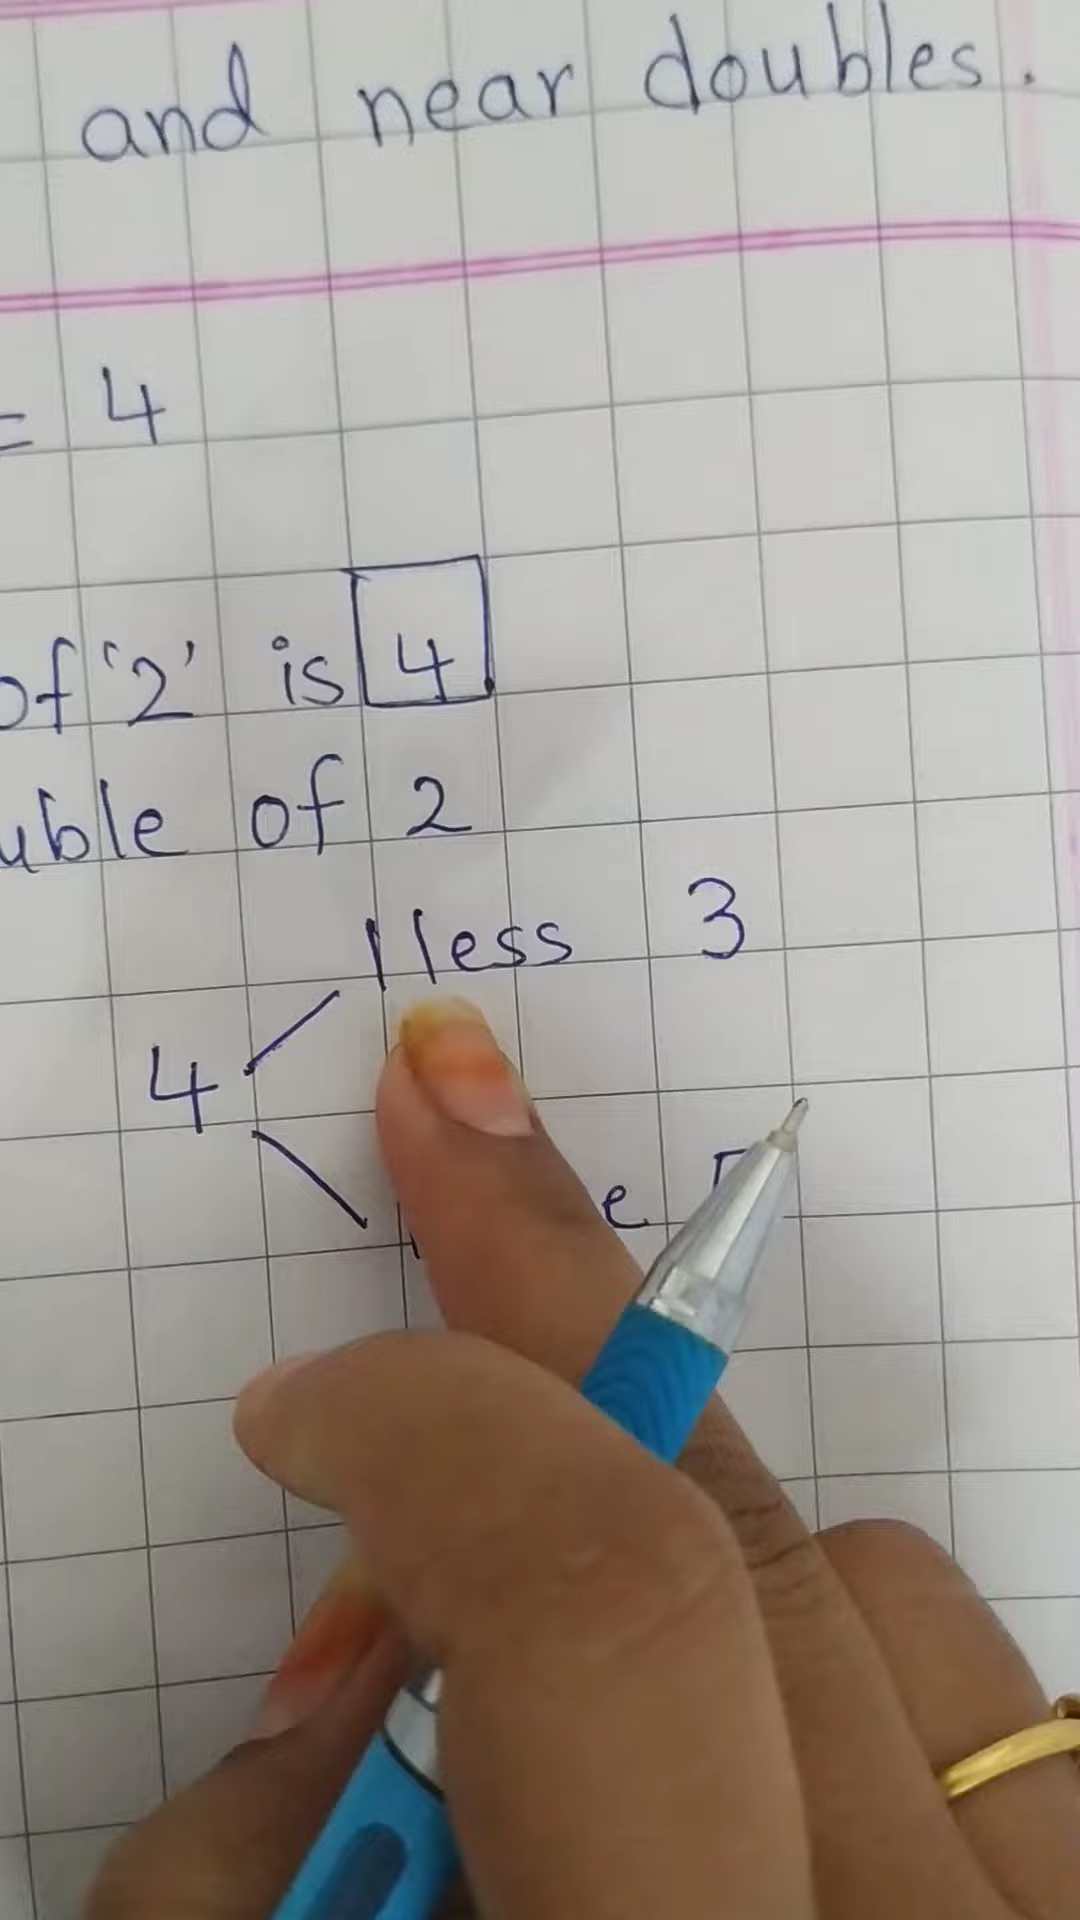 and near doubles.
= 4
of '2' is 4
uble of 2
1 less 3
4